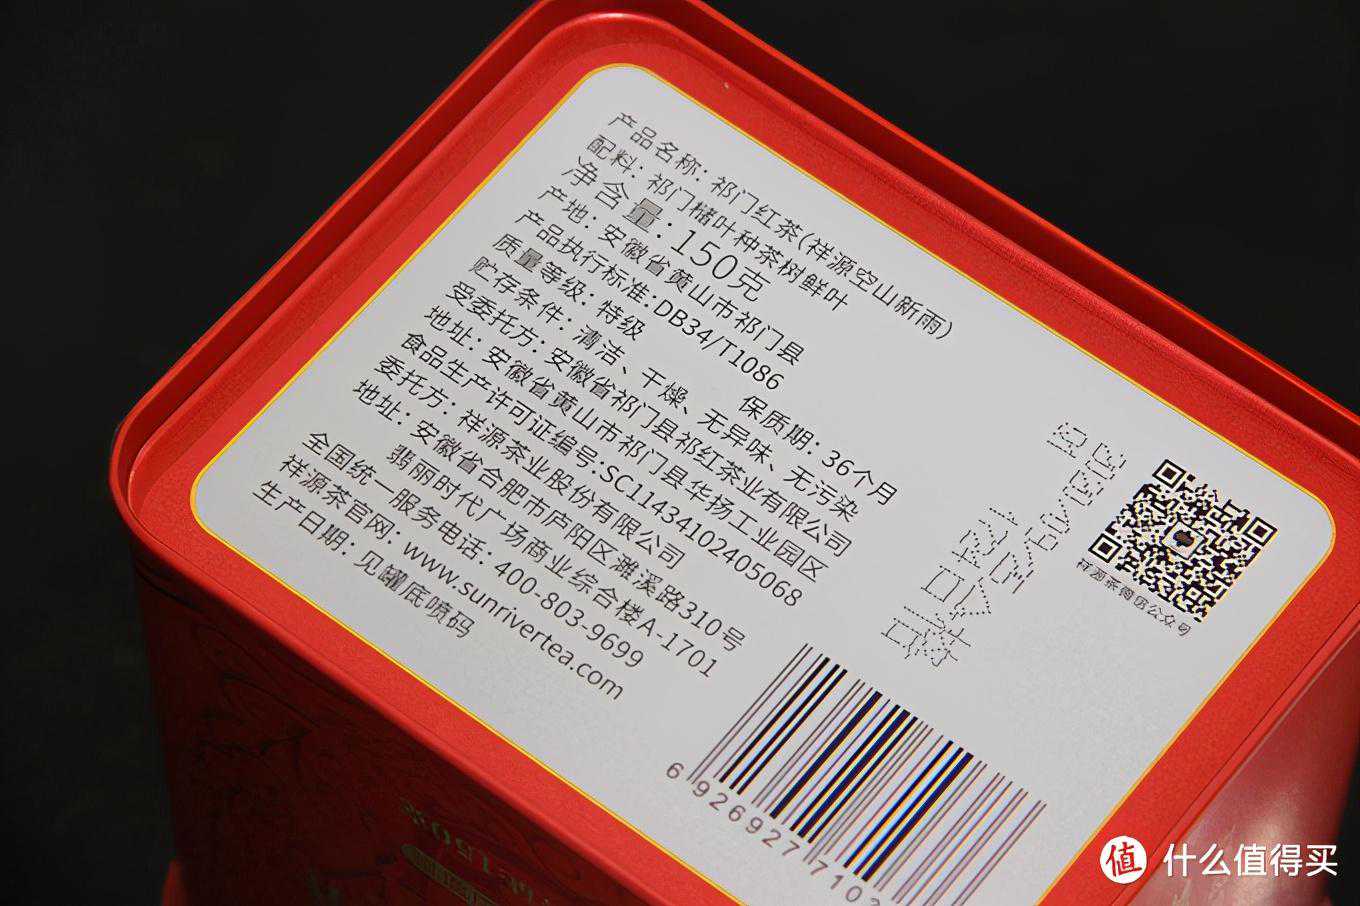 产品名称: 祁门红茶(祥源空山新雨)
配料: 祁门槠叶种茶树鲜叶
净含量: 150克
产地: 安徽省黄山市祁门县
产品执行标准:DB34/T1086
质量等级: 特级 保质期: 36个月
贮存条件: 清洁、干燥、无异味、无污染
受委托方: 安徽省祁门县祁红茶业有限公司
地址: 安徽省黄山市祁门县华扬工业园区
食品生产许可证编号:SC11434102405068
委托方: 祥源茶业股份有限公司
地址: 安徽省合肥市庐阳区濉溪路310号
翡丽时代广场商业综合楼A-1701
全国统一服务电话: 400-803-9699
祥源茶官网: www.sunrivertea.com
生产日期: 见罐底喷码
祥源茶微信公众号
6 926927 7102
值 什么值得买